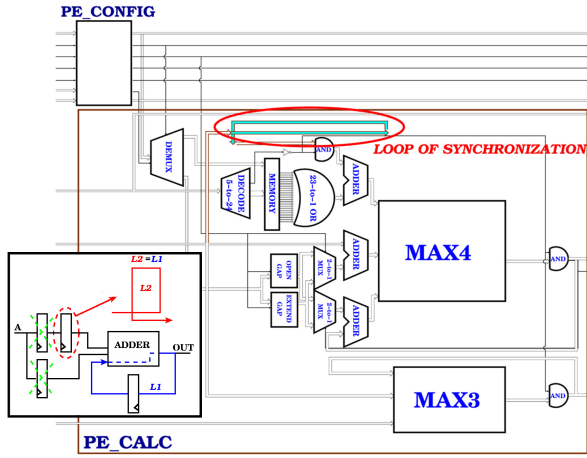 PE_CONFIG
LOOP OF SYNCHRONIZATION
DEMUX
AND
5-to-24
DECODE
MEMORY
23-to-1 OR
ADDER
MAX4
AND
ADDER
OPEN
GAP
2-to-1
MUX
EXTEND
GAP
2-to-1
MUX
ADDER
MAX3
AND
L2 =L1
L2
A
ADDER
OUT
L1
PE_CALC